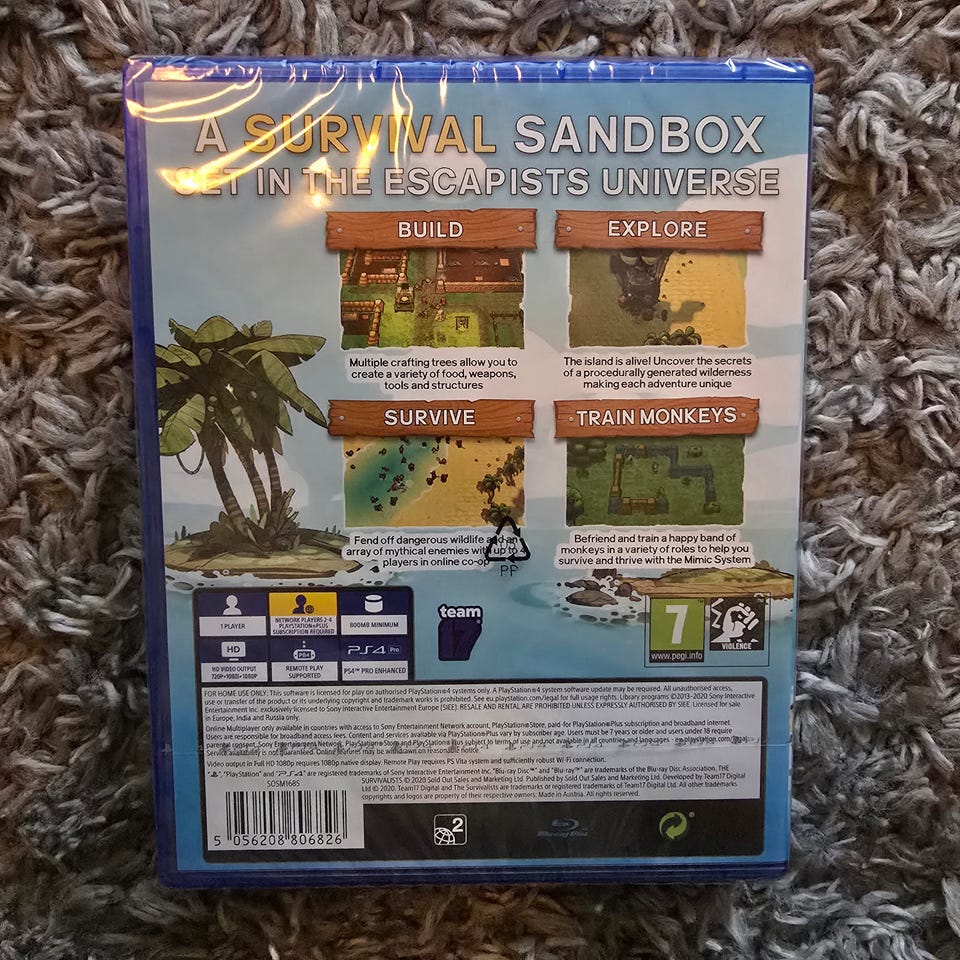 A SURVIVAL SANDBOX
SET IN THE ESCAPISTS UNIVERSE
BUILD
Multiple crafting trees allow you to
create a variety of food, weapons,
tools and structures
EXPLORE
The island is alive! Uncover the secrets
of a procedurally generated wilderness
making each adventure unique
SURVIVE
Fend off dangerous wildlife and an
array of mythical enemies with up to 4
players in online co-op
TRAIN MONKEYS
Befriend and train a happy band of
monkeys in a variety of roles to help you
survive and thrive with the Mimic System
PP
1 PLAYER
NETWORK PLAYERS 2-4
PLAYSTATION®PLUS
SUBSCRIPTION REQUIRED
800MB MINIMUM
HD
HD VIDEO OUTPUT
720P•1080i•1080P
PS4
REMOTE PLAY
SUPPORTED
PS4 Pro
PS4™ PRO ENHANCED
team
17
7
www.pegi.info
VIOLENCE
TM
FOR HOME USE ONLY: This software is licensed for play on authorised PlayStation®4 systems only. A PlayStation®4 system software update may be required. All unauthorised access,
use or transfer of the product or its underlying copyright and trademark works is prohibited. See eu.playstation.com/legal for full usage rights. Library programs ©2013-2020 Sony Interactive
Entertainment Inc. exclusively licensed to Sony Interactive Entertainment Europe (SIEE). RESALE AND RENTAL ARE PROHIBITED UNLESS EXPRESSLY AUTHORISED BY SIEE. Licensed for sale
in Europe, India and Russia only.
Online Multiplayer only available in countries with access to Sony Entertainment Network account, PlayStation®Store, paid-for PlayStation®Plus subscription and broadband internet.
Users are responsible for broadband access fees. Content and services available via PlayStation®Plus vary by subscriber age. Users must be 7 years or older and users under 18 require
parental consent. Sony Entertainment Network, PlayStation®Store and PlayStation®Plus subject to terms of use and not available in all countries and languages - eu.playstation.com/legal
Service availability is not guaranteed. Online features may be withdrawn on reasonable notice.
Video output in Full HD 1080p requires 1080p native display. Remote Play requires PS Vita system and sufficiently robust Wi-Fi connection.
"PlayStation" and "PS4" are registered trademarks of Sony Interactive Entertainment Inc. "Blu-ray Disc™" and "Blu-ray™" are trademarks of the Blu-ray Disc Association. THE
SURVIVALISTS © 2020 Sold Out Sales and Marketing Ltd. Published by Sold Out Sales and Marketing Ltd. Developed by Team17 Digital
Ltd © 2020. Team17 Digital and The Survivalists are trademarks or registered trademarks of Team17 Digital Ltd. All other trademarks,
copyrights and logos are property of their respective owners. Made in Austria. All rights reserved.
SOSM1685
5 056208 806826
2
Blu-ray Disc